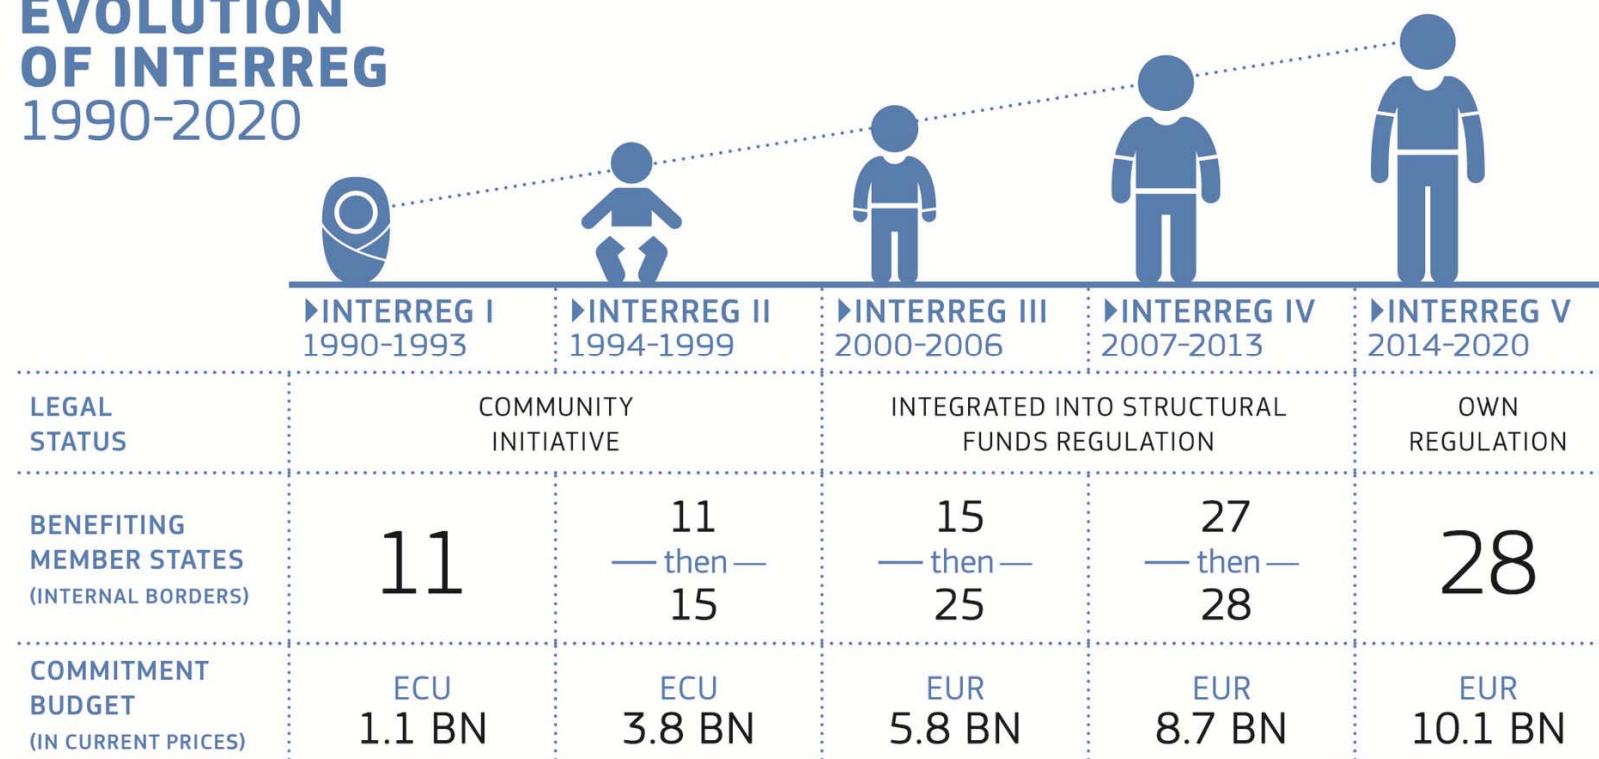 EVOLUTION
OF INTERREG
1990-2020
INTERREG I
1990-1993
INTERREG II
1994-1999
INTERREG III
2000-2006
INTERREG IV
2007-2013
INTERREG V
2014-2020
LEGAL
STATUS
COMMUNITY
INITIATIVE
INTEGRATED INTO STRUCTURAL
FUNDS REGULATION
OWN
REGULATION
BENEFITING
MEMBER STATES
(INTERNAL BORDERS)
11
11
then
15
15
then
25
27
then
28
28
COMMITMENT
BUDGET
(IN CURRENT PRICES)
ECU
1.1 BN
ECU
3.8 BN
EUR
5.8 BN
EUR
8.7 BN
EUR
10.1 BN